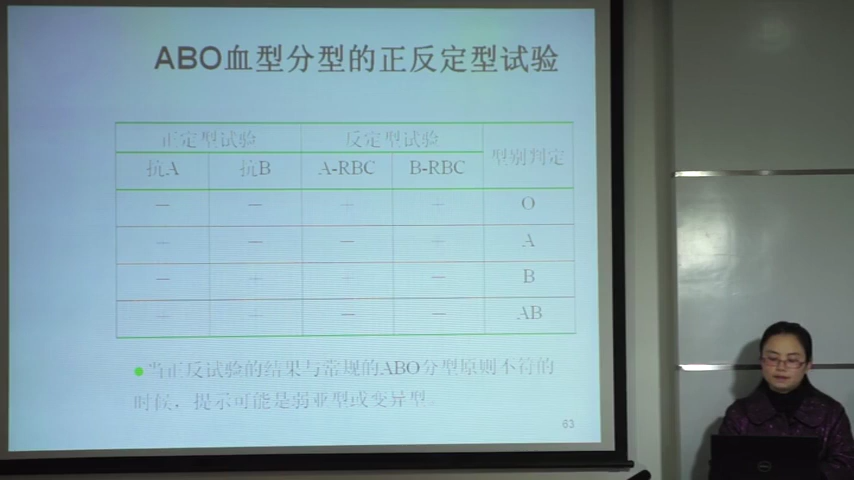 ABO血型分型的正反定型试验
正定型试验 反定型试验 型别判定
抗A 抗B A-RBC B-RBC
− − + + O
+ − − + A
− + + − B
+ + − − AB
当正反试验的结果与常规的ABO分型原则不符的
时候，提示可能是弱亚型或变异型
63
DELL